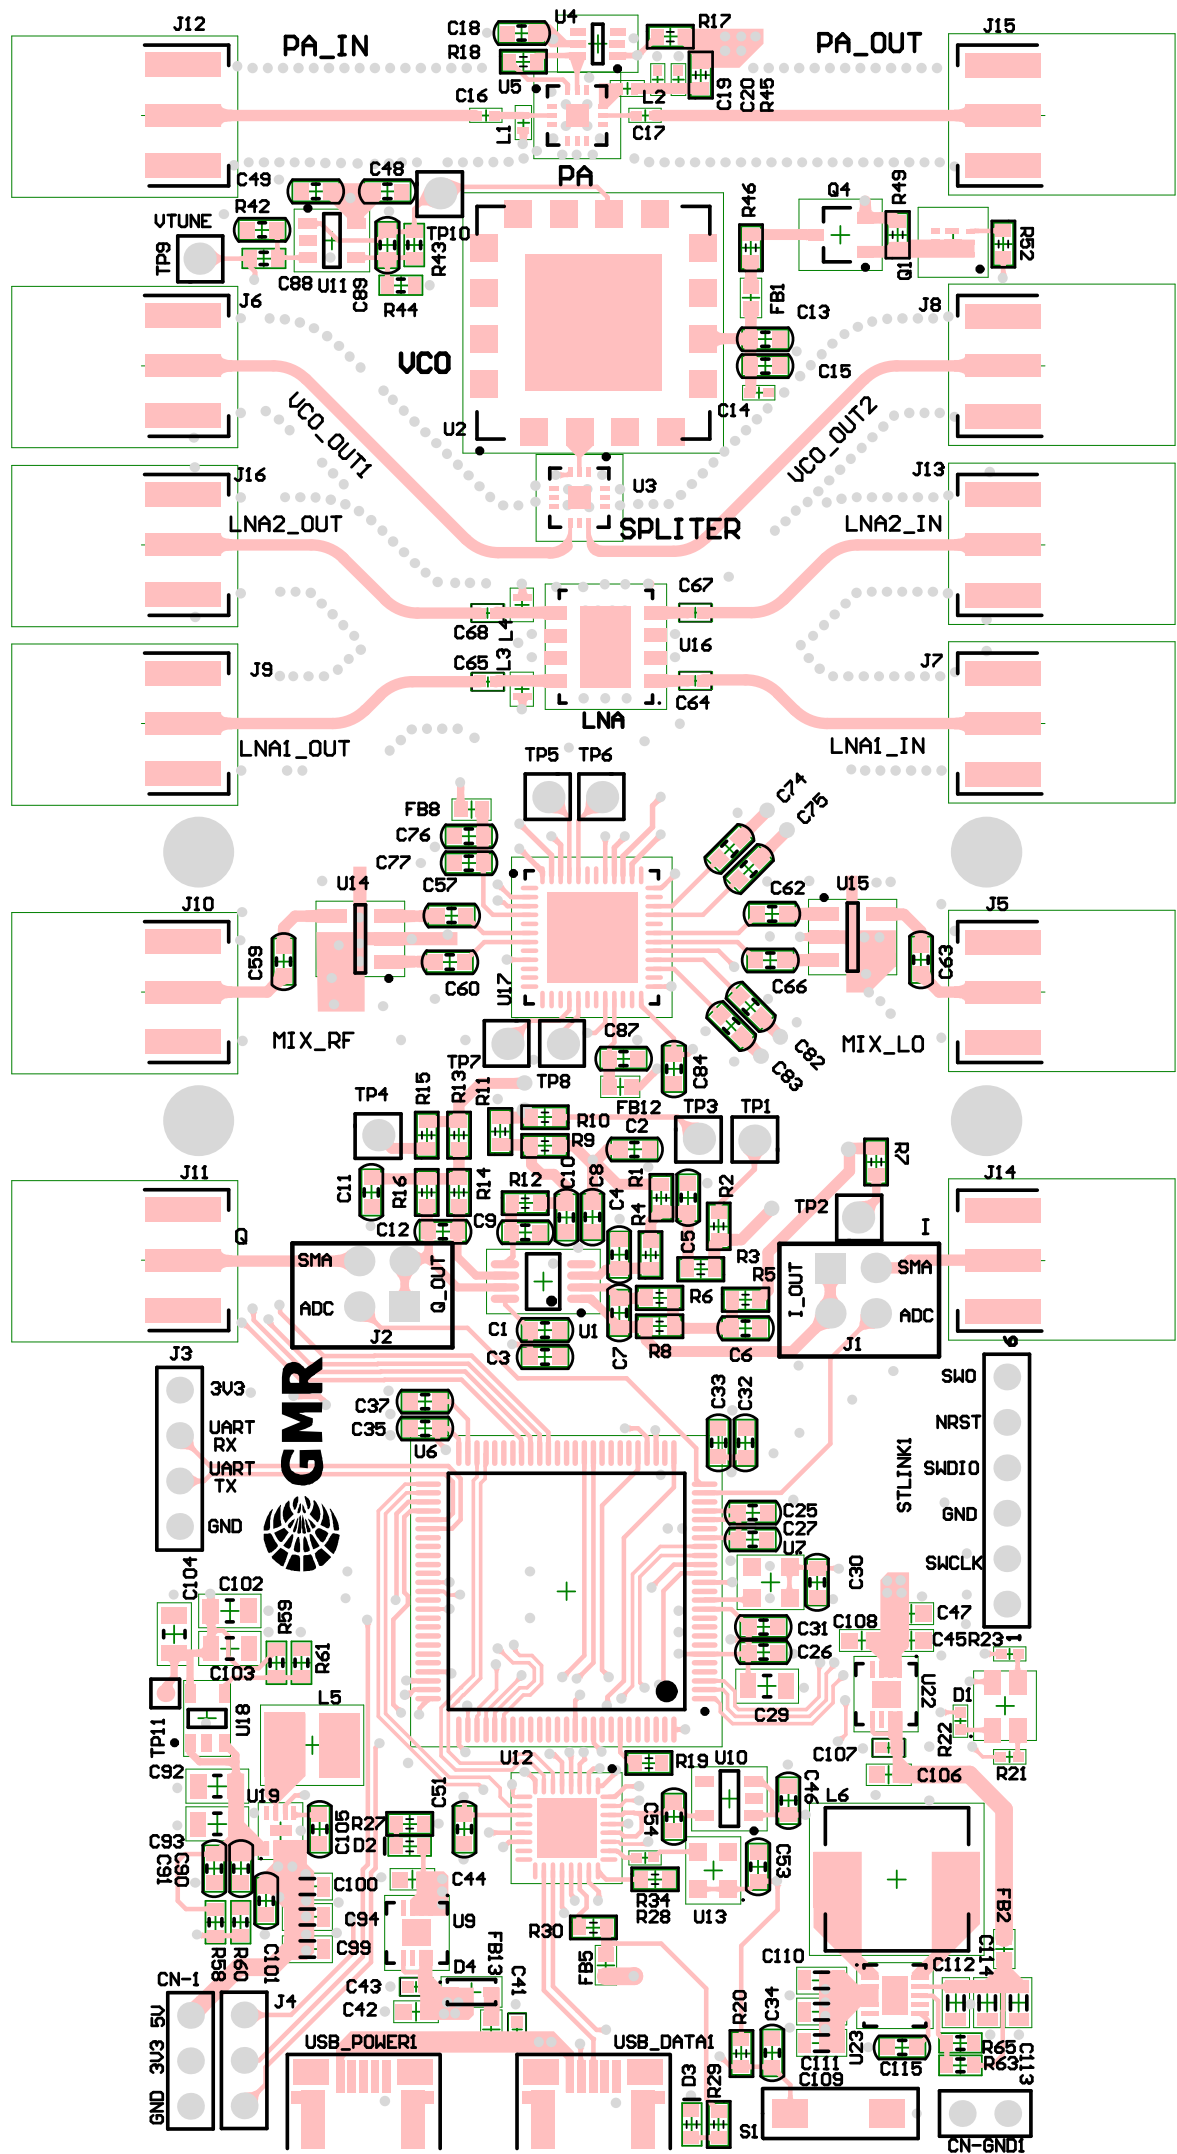 J12
PA_IN
C18
U4
R17
PA_OUT
J15
R18
U5
L2
C19
C20
R45
C16
L1
C17
PA
C49
C48
R42
VTUNE
TP9
TP10
C88
U11
C89
R43
R44
R46
Q4
R49
Q1
R52
J6
FB1
C13
J8
VCO
C15
C14
U2
VCO_OUT1
VCO_OUT2
J16
U3
J13
LNA2_OUT
SPLITER
LNA2_IN
C67
C68
L4
L3
U16
C65
C64
J9
J7
LNA
LNA1_OUT
LNA1_IN
TP5
TP6
C74
C75
FB8
C76
C77
C57
U14
C62
U15
J10
J5
C59
C60
U17
C66
C63
MIX_RF
MIX_LO
TP7
TP8
C87
C84
C82
C83
TP4
R15
R13
R11
FB12
R10
R9
C2
TP3
TP1
R7
J11
C11
R16
R14
R12
C10
C8
C4
R1
R4
C5
R2
TP2
J14
Q
C12
C9
R3
I
SMA
Q_OUT
R5
I_OUT
SMA
ADC
R6
ADC
J2
C1
U1
C7
R8
C6
J1
C3
J3
6
3V3
UART
RX
UART
TX
GND
GMR
C37
C35
U6
C33
C32
STLINK1
SWO
NRST
SWDIO
GND
SWCLK
1
C25
C27
U7
C30
C104
C102
R59
R61
C103
C31
C26
C108
C47
C45
R23
L5
C29
U22
D1
R22
R21
TP11
U18
U12
R19
U10
C107
C106
C92
U19
C105
R27
D2
C51
C54
C46
L6
C93
C91
C90
C53
C100
C44
R34
R28
U13
C94
U9
R30
FB2
C99
R58
R60
C101
FB13
FB5
C110
C112
C114
CN-1
J4
C43
D4
C41
C42
R20
C34
5V
3V3
GND
USB_POWER1
USB_DATA1
C111
U23
C115
R65
R63
C113
C109
D3
R29
S1
CN-GND1